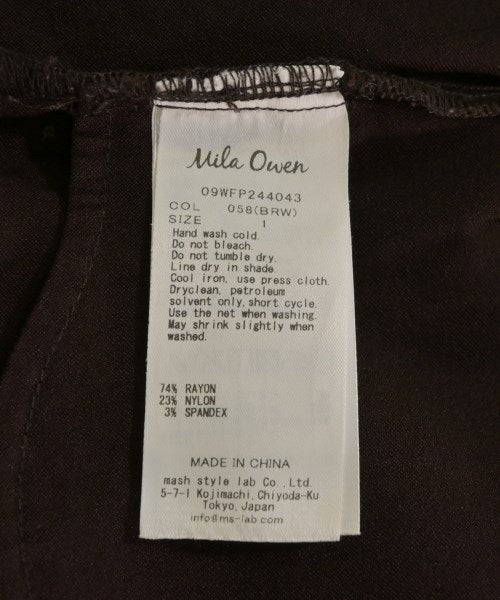 Mila Owen
09WFP244043
COL 058(BRW)
SIZE 1
Hand wash cold.
Do not bleach.
Do not tumble dry.
Line dry in shade.
Cool iron, use press cloth.
Dryclean, petroleum
solvent only, short cycle.
Use the net when washing.
May shrink slightly when
washed.
74% RAYON
23% NYLON
3% SPANDEX
MADE IN CHINA
mash style lab Co., Ltd
5-7-1 Kojimachi, Chiyoda-Ku
Tokyo, Japan
info@ms-lab.com